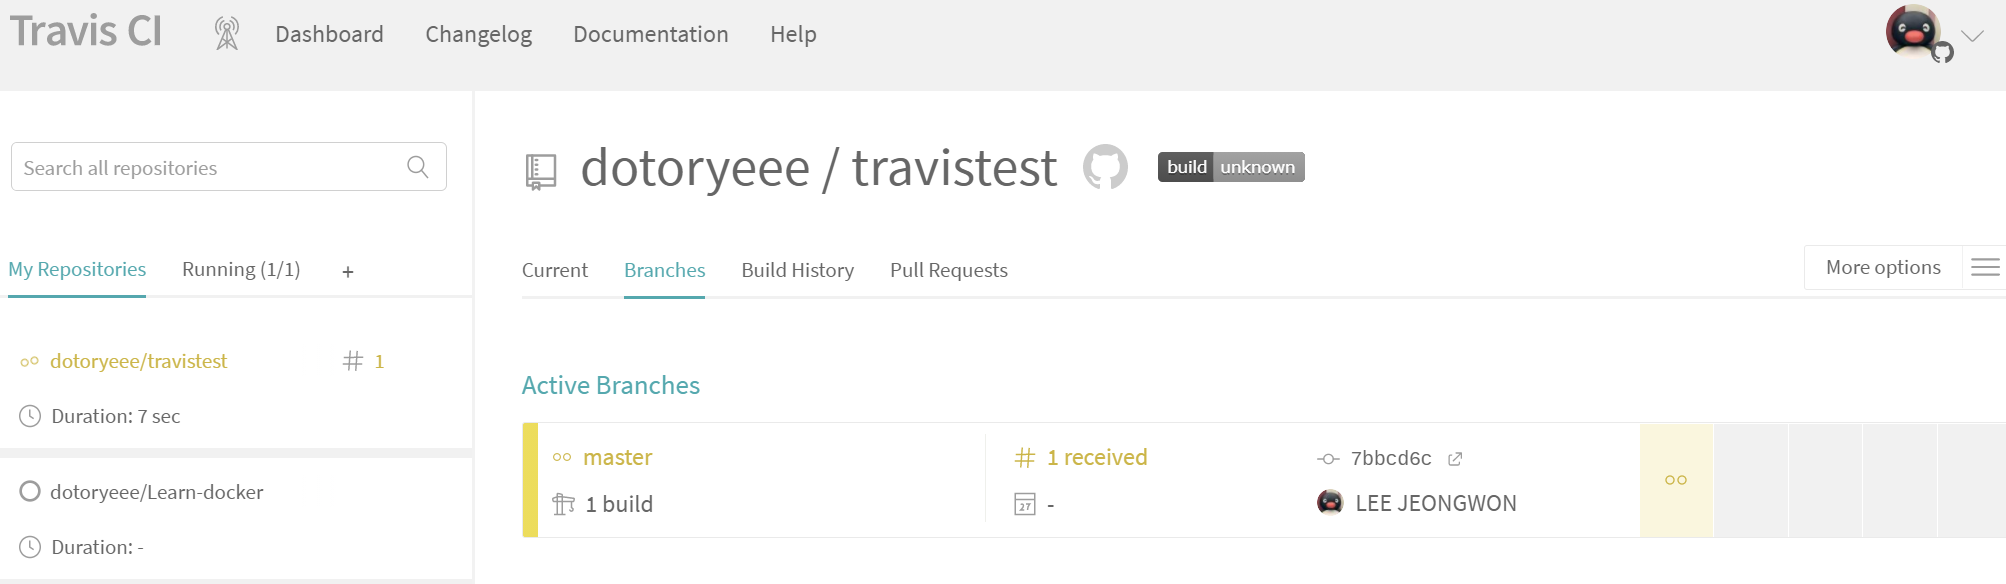 Travis CI
Dashboard
Changelog
Documentation
Help
Search all repositories
My Repositories
Running (1/1)
+
dotoryeee/travistest
# 1
Duration: 7 sec
dotoryeee/Learn-docker
Duration: -
dotoryeee / travistest
build unknown
Current
Branches
Build History
Pull Requests
More options
Active Branches
master
# 1 received
7bbcd6c
1 build
27 -
LEE JEONGWON